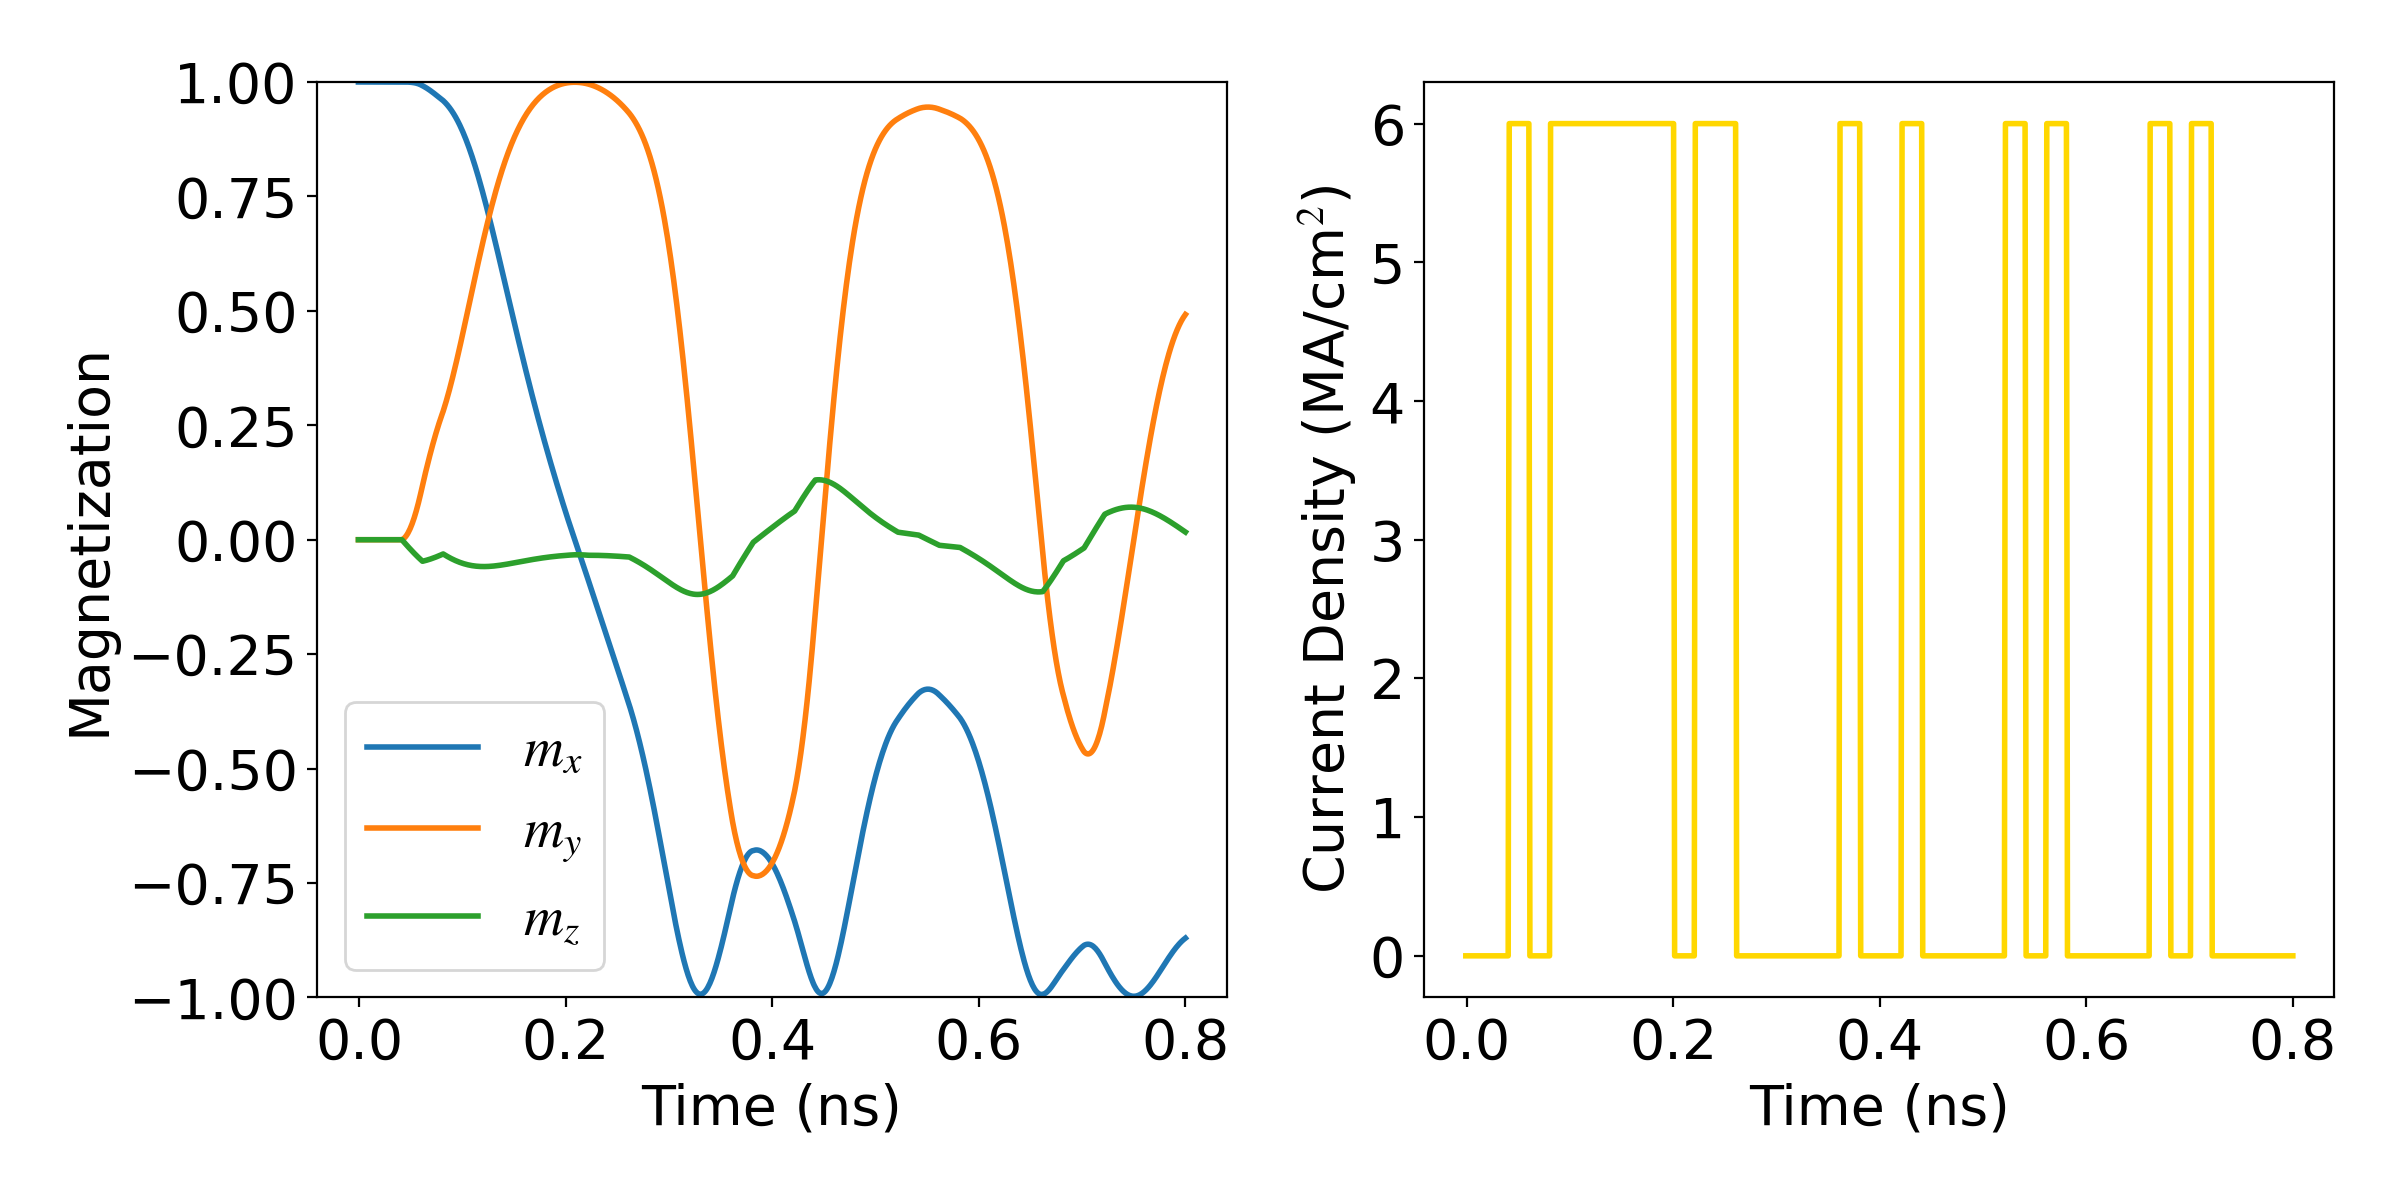 Magnetization
1.00
0.75
0.50
0.25
0.00
−0.25
−0.50
−0.75
−1.00
m_x
m_y
m_z
0.0 0.2 0.4 0.6 0.8
Time (ns)
Current Density (MA/cm²)
6
5
4
3
2
1
0
0.0 0.2 0.4 0.6 0.8
Time (ns)